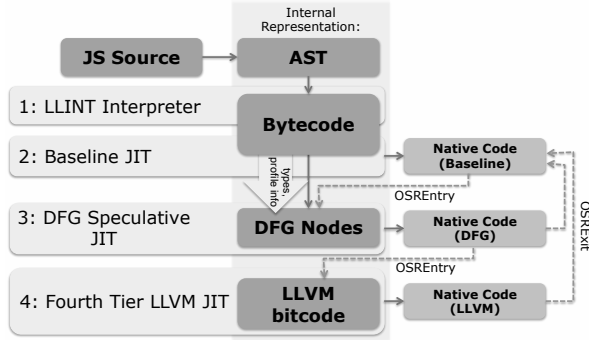 Internal
Representation:
JS Source
AST
1: LLINT Interpreter
Bytecode
2: Baseline JIT
Native Code
(Baseline)
types,
profile info
OSREntry
3: DFG Speculative
JIT
DFG Nodes
Native Code
(DFG)
OSRExit
OSREntry
4: Fourth Tier LLVM JIT
LLVM
bitcode
Native Code
(LLVM)